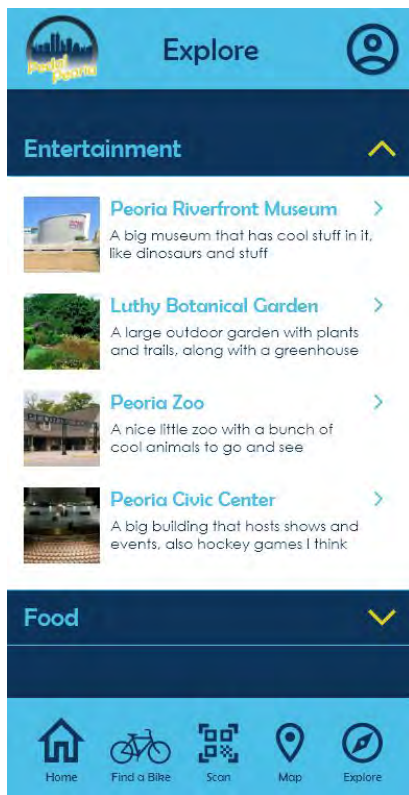 Pedal
Peoria
Explore
Entertainment
Peoria Riverfront Museum
A big museum that has cool stuff in it,
like dinosaurs and stuff
Luthy Botanical Garden
A large outdoor garden with plants
and trails, along with a greenhouse
Peoria Zoo
A nice little zoo with a bunch of
cool animals to go and see
Peoria Civic Center
A big building that hosts shows and
events, also hockey games I think
Food
Home
Find a Bike
Scan
Map
Explore